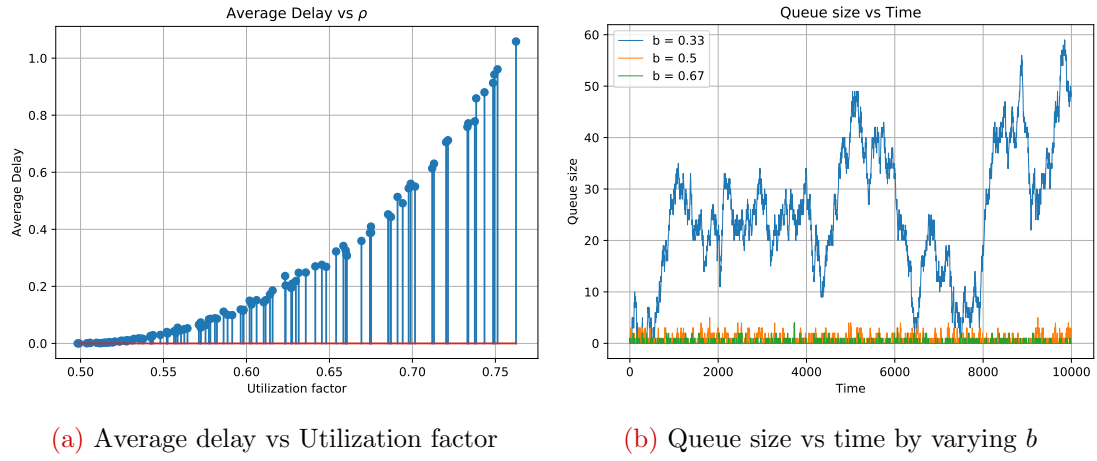 Average Delay vs ρ
Average Delay
1.0
0.8
0.6
0.4
0.2
0.0
0.50
0.55
0.60
0.65
0.70
0.75
Utilization factor
(a) Average delay vs Utilization factor
Queue size vs Time
b = 0.33
b = 0.5
b = 0.67
Queue size
60
50
40
30
20
10
0
0
2000
4000
6000
8000
10000
Time
(b) Queue size vs time by varying b